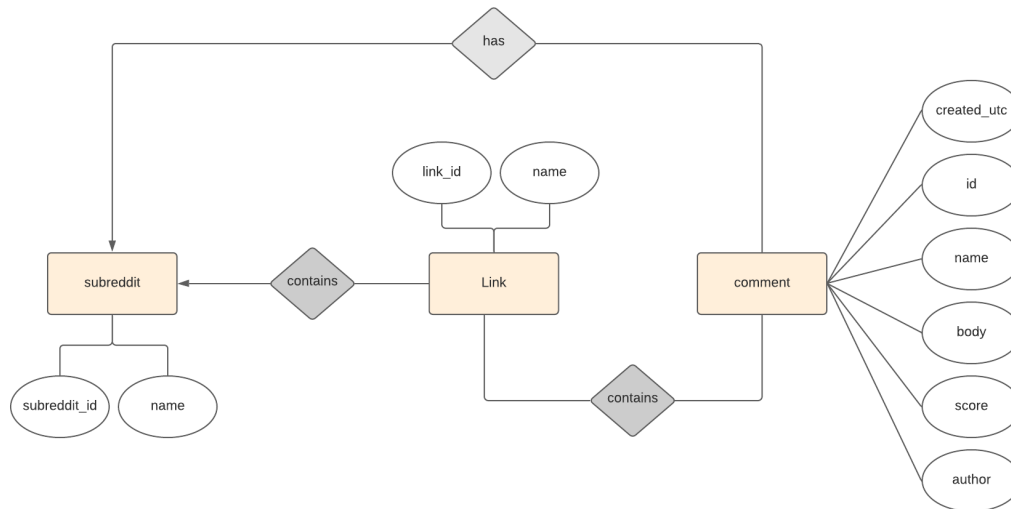 has
created_utc
link_id
name
id
name
subreddit
contains
Link
comment
body
contains
subreddit_id
name
score
author